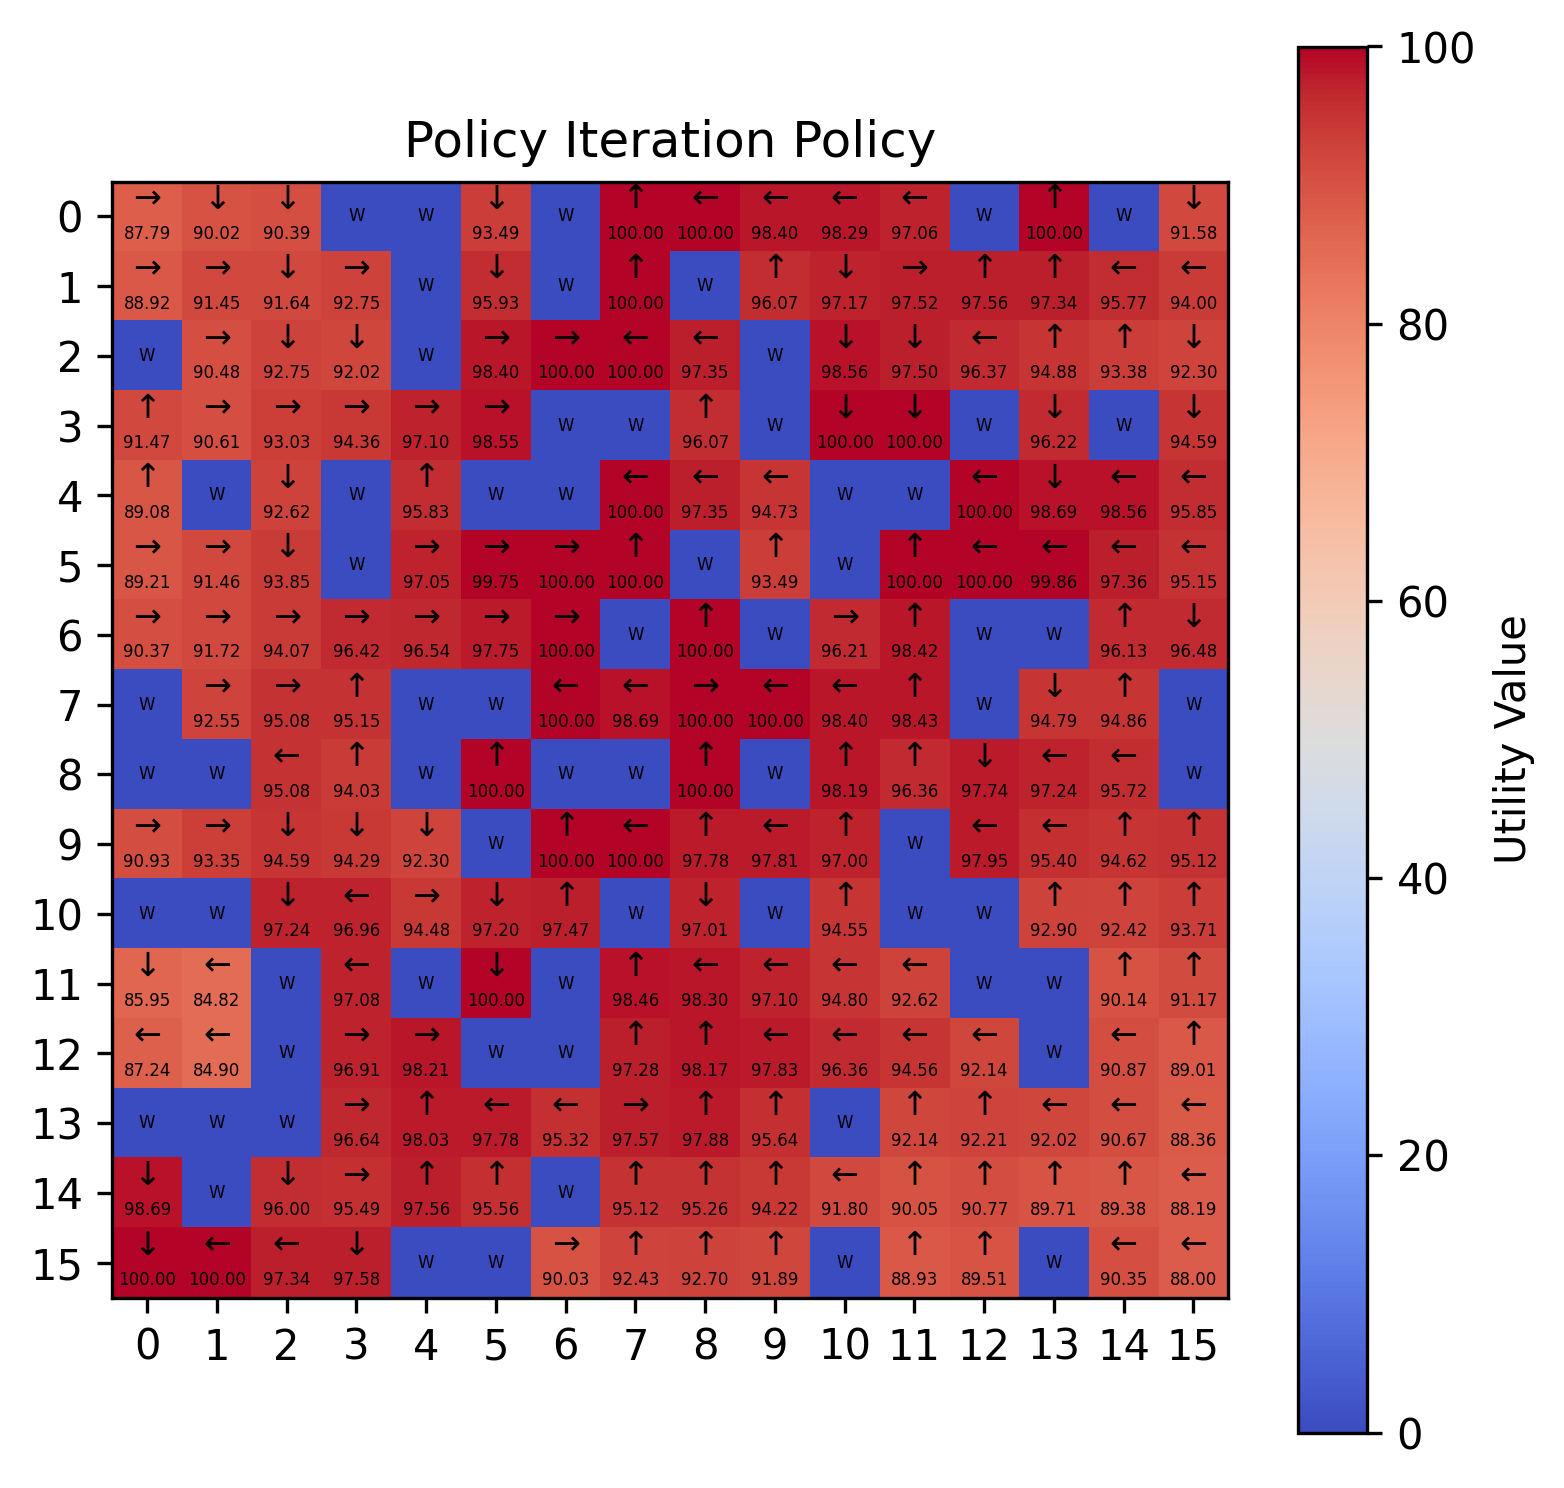 Policy Iteration Policy
0 → ↓ ↓ W W ↓ W ↑ ← ← ← ← W ↑ W ↓
87.79 90.02 90.39 93.49 100.00 100.00 98.40 98.29 97.06 100.00 91.58
1 → → ↓ → W ↓ W ↑ W ↑ ↓ → ↑ ↑ ← ←
88.92 91.45 91.64 92.75 95.93 100.00 96.07 97.17 97.52 97.56 97.34 95.77 94.00
2 W → ↓ ↓ W → → ← ← W ↓ ↓ ← ↑ ↑ ↓
90.48 92.75 92.02 98.40 100.00 100.00 97.35 98.56 97.50 96.37 94.88 93.38 92.30
3 ↑ → → → → → W W ↑ W ↓ ↓ W ↓ W ↓
91.47 90.61 93.03 94.36 97.10 98.55 96.07 100.00 100.00 96.22 94.59
4 ↑ W ↓ W ↑ W W ← ← ← W W ← ↓ ← ←
89.08 92.62 95.83 100.00 97.35 94.73 100.00 98.69 98.56 95.85
5 → → ↓ W → → → ↑ W ↑ W ↑ ← ← ← ←
89.21 91.46 93.85 97.05 99.75 100.00 100.00 93.49 100.00 100.00 99.86 97.36 95.15
6 → → → → → → → W ↑ W → ↑ W W ↑ ↓
90.37 91.72 94.07 96.42 96.54 97.75 100.00 100.00 96.21 98.42 96.13 96.48
7 W → → ↑ W W ← ← → ← ← ↑ W ↓ ↑ W
92.55 95.08 95.15 100.00 98.69 100.00 100.00 98.40 98.43 94.79 94.86
8 W W ← ↑ W ↑ W W ↑ W ↑ ↑ ↓ ← ← W
95.08 94.03 100.00 100.00 98.19 96.36 97.74 97.24 95.72
9 → → ↓ ↓ ↓ W ↑ ← ↑ ← ↑ W ← ← ↑ ↑
90.93 93.35 94.59 94.29 92.30 100.00 100.00 97.78 97.81 97.00 97.95 95.40 94.62 95.12
10 W W ↓ ← → ↓ ↑ W ↓ W ↑ W W ↑ ↑ ↑
97.24 96.96 94.48 97.20 97.47 97.01 94.55 92.90 92.42 93.71
11 ↓ ← W ← W ↓ W ↑ ← ← ← ← W W ↑ ↑
85.95 84.82 97.08 100.00 98.46 98.30 97.10 94.80 92.62 90.14 91.17
12 ← ← W → → W W ↑ ↑ ← ← ← ← W ← ↑
87.24 84.90 96.91 98.21 97.28 98.17 97.83 96.36 94.56 92.14 90.87 89.01
13 W W W → ↑ ← ← → ↑ ↑ W ↑ ↑ ← ← ←
96.64 98.03 97.78 95.32 97.57 97.88 95.64 92.14 92.21 92.02 90.67 88.36
14 ↓ W ↓ → ↑ ↑ W ↑ ↑ ↑ ← ↑ ↑ ↑ ↑ ←
98.69 96.00 95.49 97.56 95.56 95.12 95.26 94.22 91.80 90.05 90.77 89.71 89.38 88.19
15 ↓ ← ← ↓ W W → ↑ ↑ ↑ W ↑ ↑ W ← ←
100.00 100.00 97.34 97.58 90.03 92.43 92.70 91.89 88.93 89.51 90.35 88.00
0 1 2 3 4 5 6 7 8 9 10 11 12 13 14 15
100
80
60
40
20
0
Utility Value